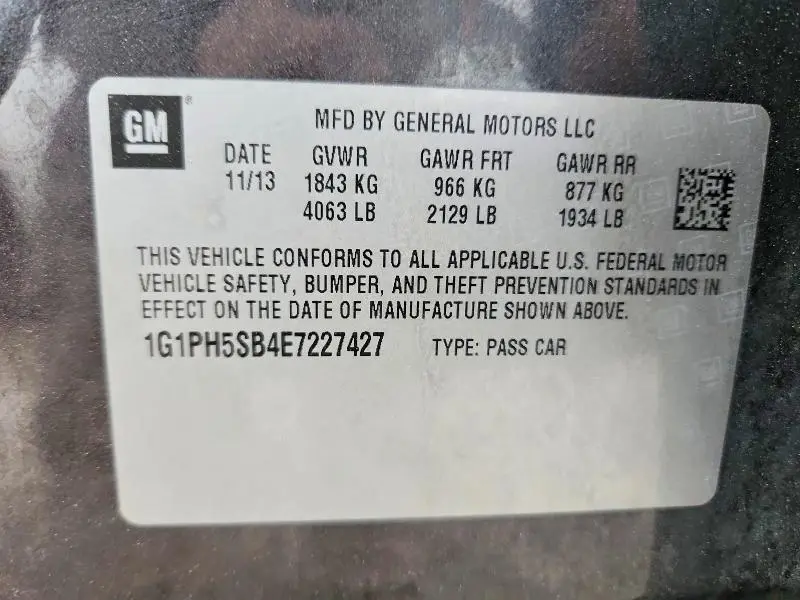 GM®
MFD BY GENERAL MOTORS LLC
DATE GVWR GAWR FRT GAWR RR
11/13 1843 KG 966 KG 877 KG
4063 LB 2129 LB 1934 LB
THIS VEHICLE CONFORMS TO ALL APPLICABLE U.S. FEDERAL MOTOR
VEHICLE SAFETY, BUMPER, AND THEFT PREVENTION STANDARDS IN
EFFECT ON THE DATE OF MANUFACTURE SHOWN ABOVE.
1G1PH5SB4E7227427 TYPE: PASS CAR